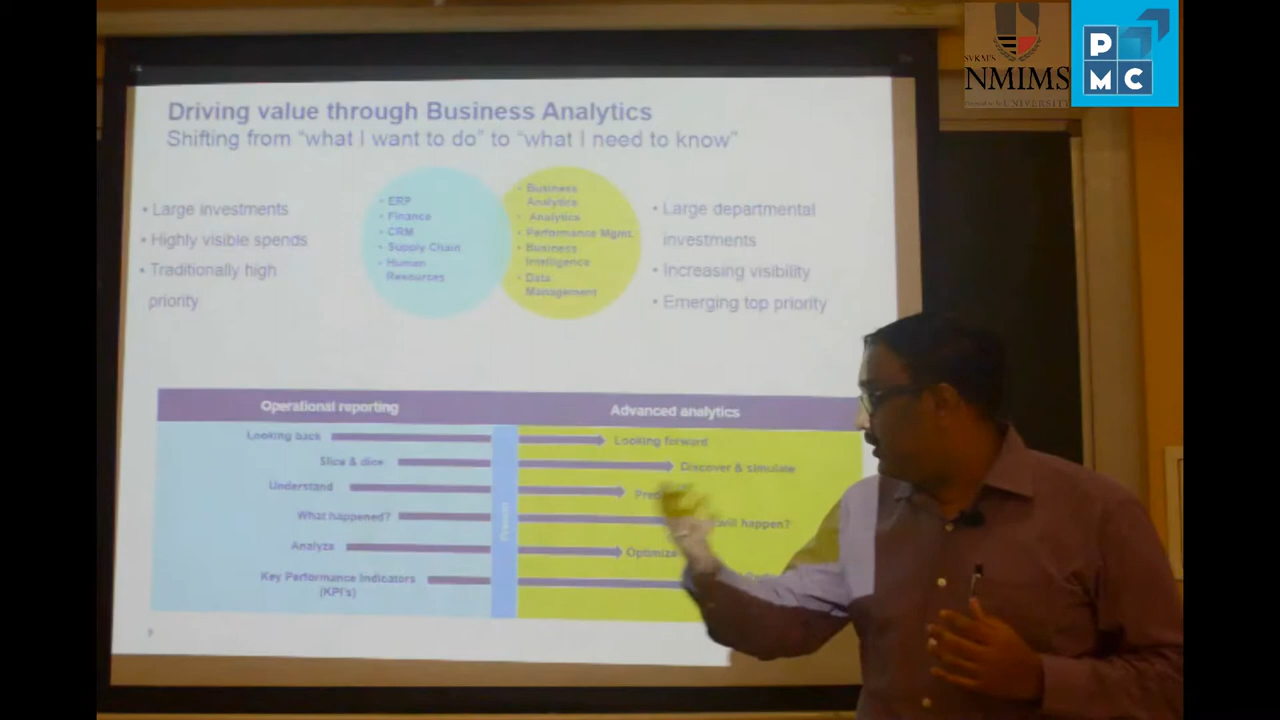 SVKM'S
NMIMS
UNIVERSITY
P
M C
Driving value through Business Analytics
Shifting from “what I want to do” to “what I need to know”
• Large investments
• Highly visible spends
• Traditionally high
priority
• ERP
• Finance
• CRM
• Supply Chain
• Human
Resources
• Business
Analytics
• Analytics
• Performance Mgmt.
• Business
Intelligence
• Data
Management
• Large departmental
investments
• Increasing visibility
• Emerging top priority
Operational reporting
Advanced analytics
Looking back
Looking forward
Slice & dice
Discover & simulate
Understand
What happened?
will happen?
Analyze
Optimize
Key Performance Indicators
(KPI's)